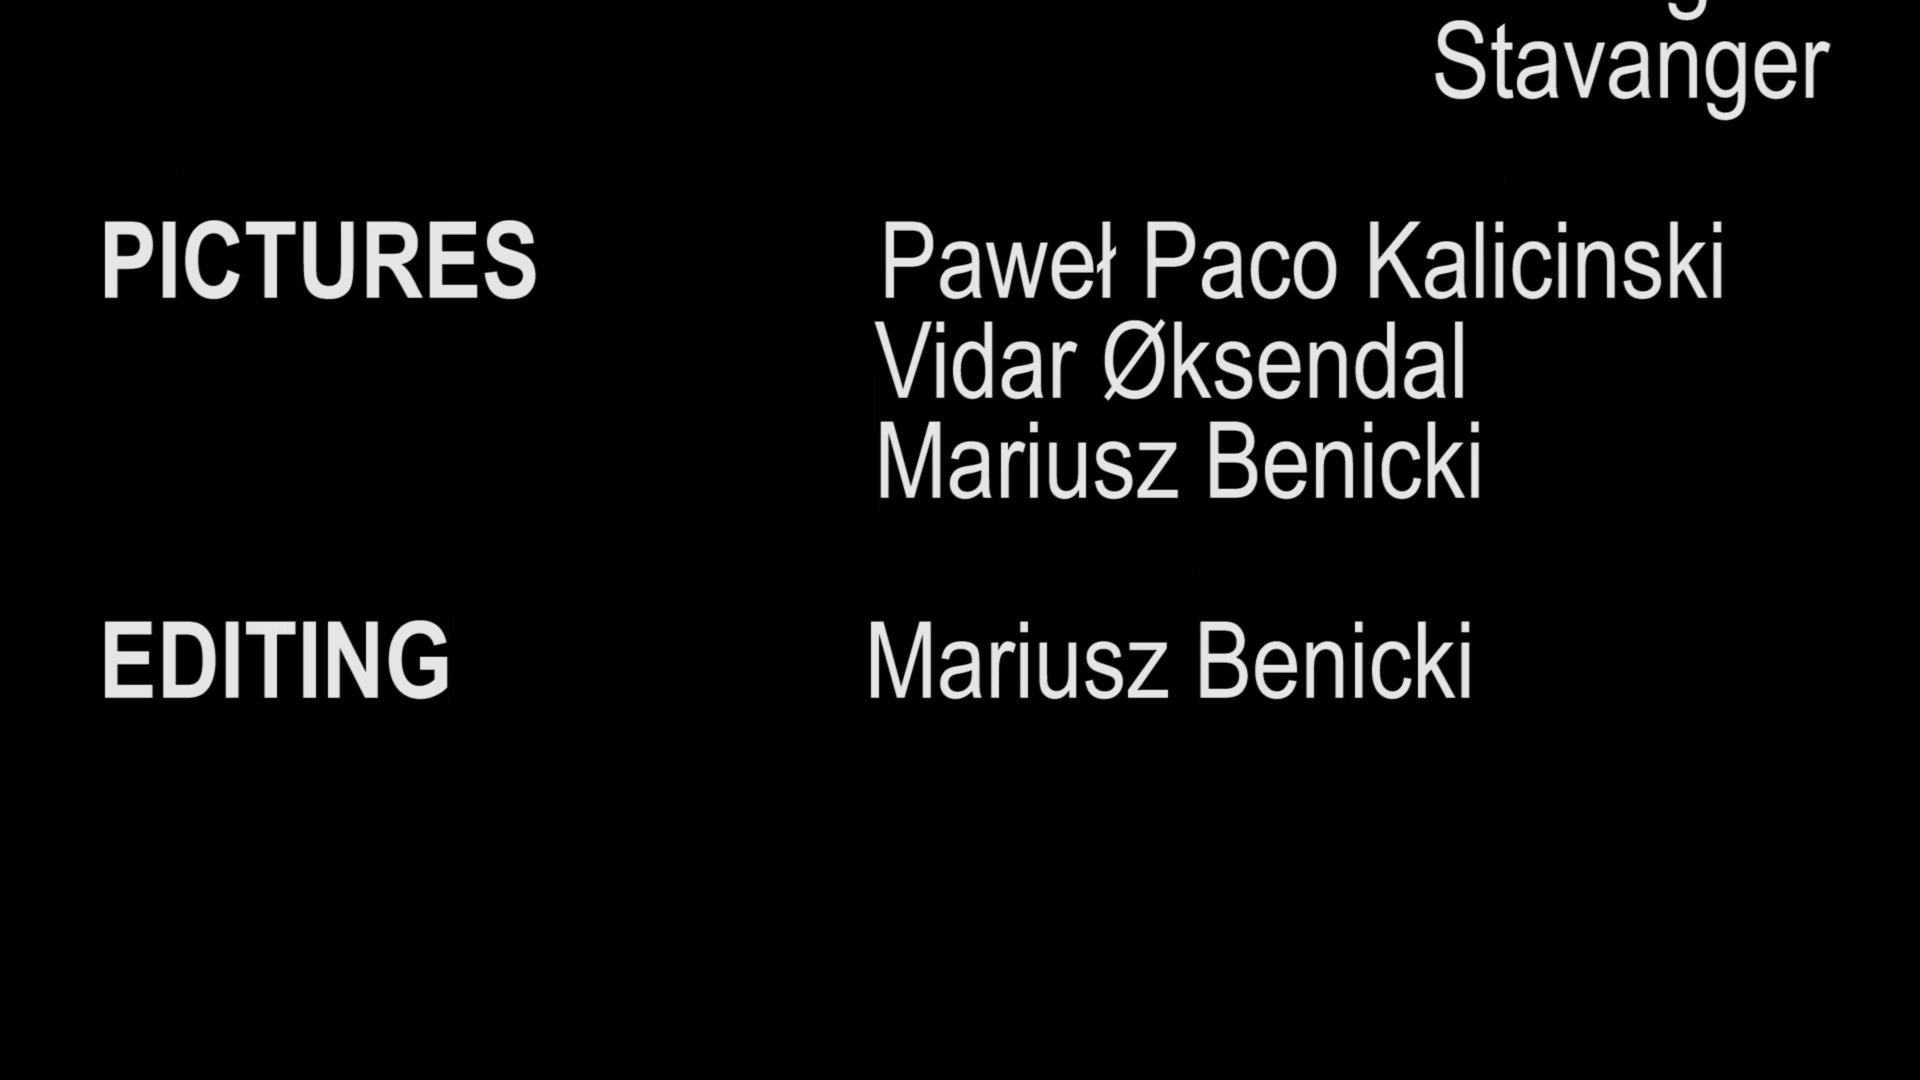 Stavanger
PICTURES Paweł Paco Kalicinski
Vidar Øksendal
Mariusz Benicki
EDITING Mariusz Benicki